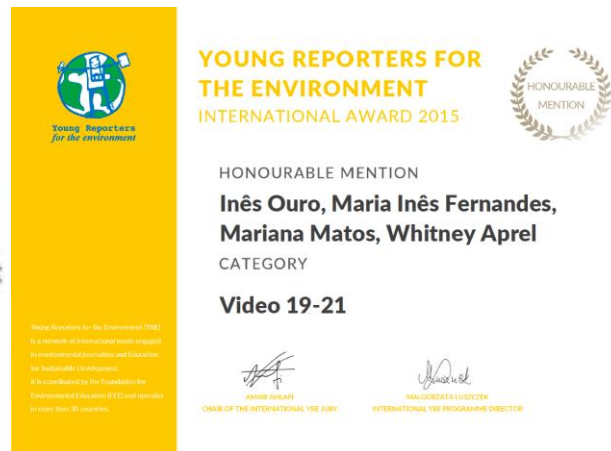 Young Reporters
for the environment
YOUNG REPORTERS FOR
THE ENVIRONMENT
INTERNATIONAL AWARD 2015
HONOURABLE
MENTION
HONOURABLE MENTION
Inês Ouro, Maria Inês Fernandes,
Mariana Matos, Whitney Aprel
CATEGORY
Video 19-21
Young Reporters for the Environment (YRE)
is a network of international youth engaged
in environmental journalism and Education
for Sustainable Development.
It is coordinated by the Foundation for
Environmental Education (FEE) and operates
in more than 30 countries.
AMINE AHLAFI
CHAIR OF THE INTERNATIONAL YRE JURY
MALGORZATA LUSZCZEK
INTERNATIONAL YRE PROGRAMME DIRECTOR